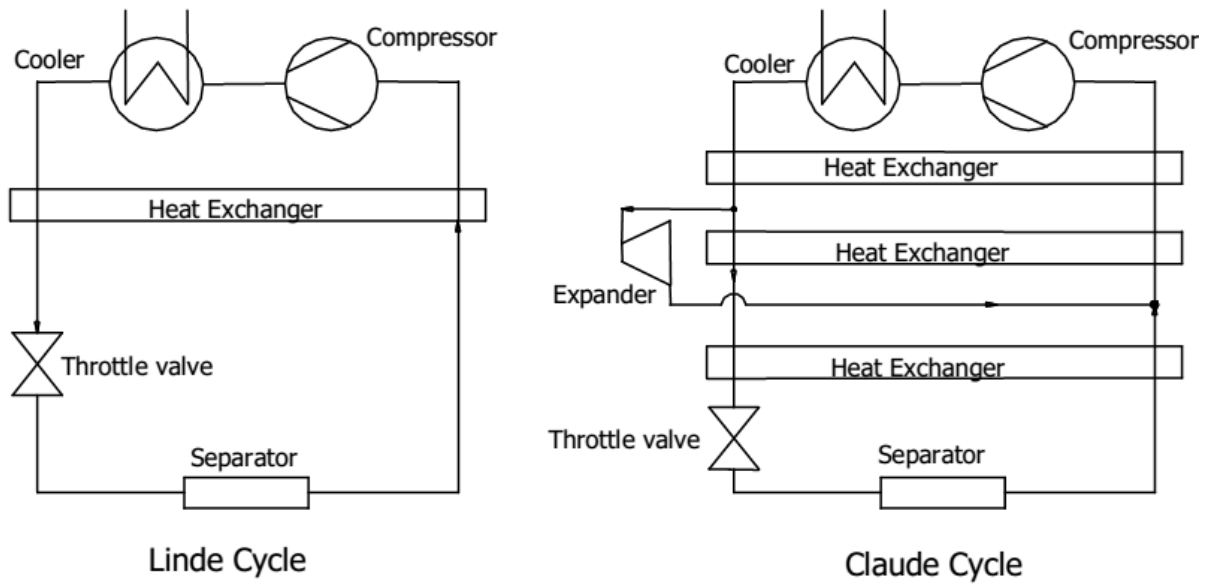 Cooler
Compressor
Heat Exchanger
Throttle valve
Separator
Linde Cycle
Cooler
Compressor
Heat Exchanger
Heat Exchanger
Expander
Heat Exchanger
Throttle valve
Separator
Claude Cycle